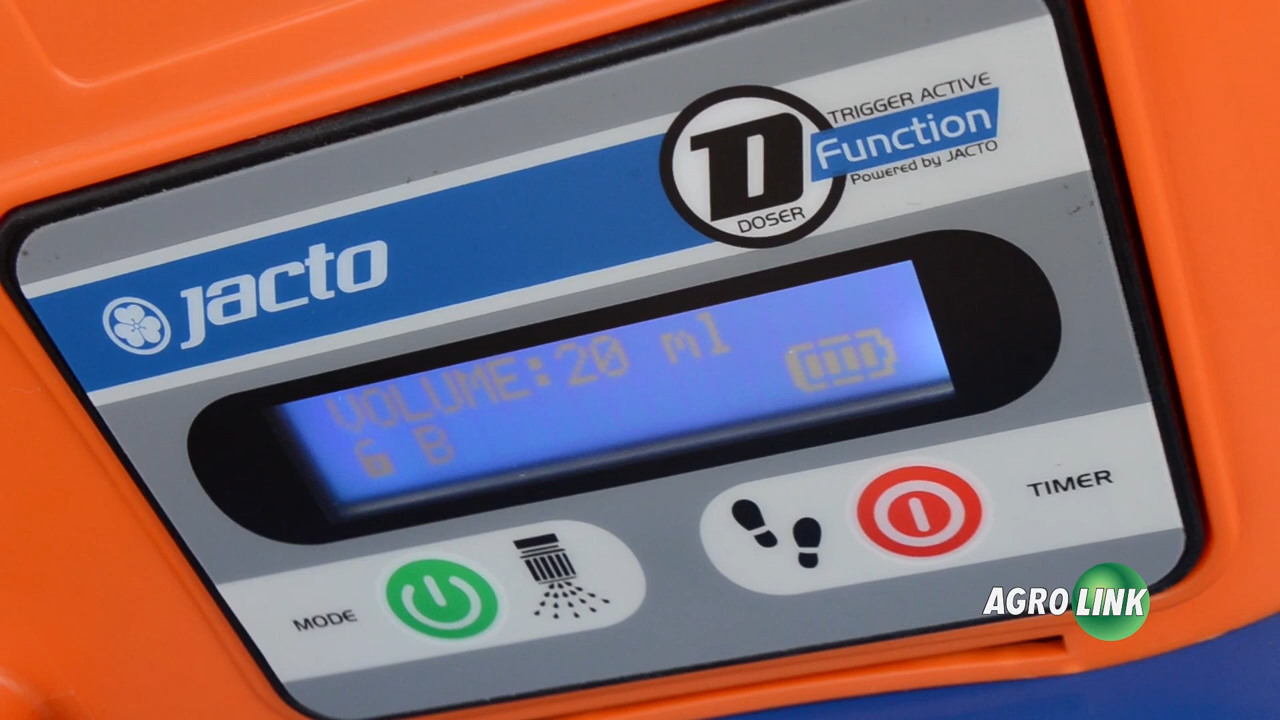 TRIGGER ACTIVE
Function
Powered by JACTO
D
DOSER
jacto
VOLUME:20 ml
B
TIMER
MODE
AGRO LINK